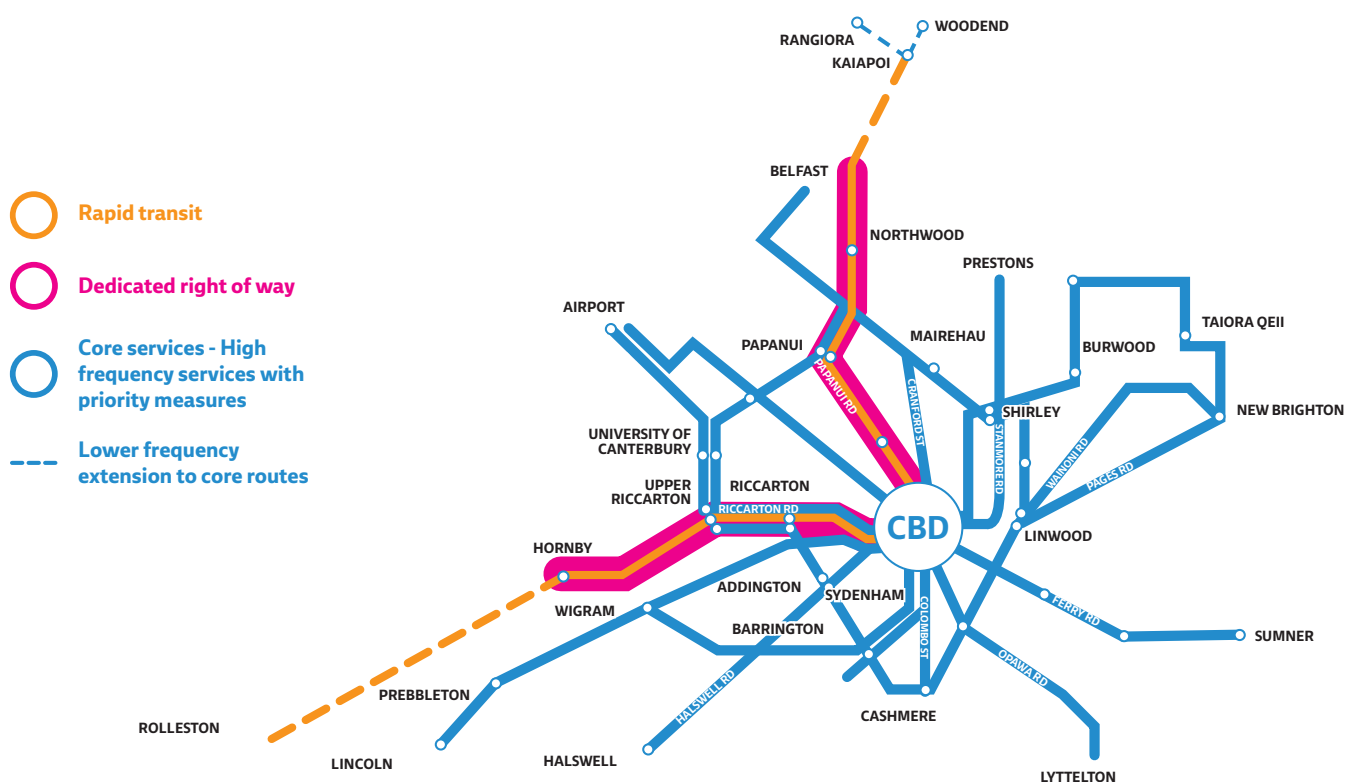 Rapid transit
Dedicated right of way
Core services - High
frequency services with
priority measures
Lower frequency
extension to core routes
WOODEND
RANGIORA
KAIAPOI
BELFAST
NORTHWOOD
PRESTONS
AIRPORT
TAIORA QEII
MAIREHAU
PAPANUI
BURWOOD
PAPANUI RD
CRANFORD ST
SHIRLEY
NEW BRIGHTON
UNIVERSITY OF
CANTERBURY
STANMORE RD
WAINONI RD
PAGES RD
UPPER
RICCARTON
RICCARTON
RICCARTON RD
CBD
LINWOOD
HORNBY
ADDINGTON
SYDENHAM
WIGRAM
BARRINGTON
COLOMBO ST
FERRY RD
SUMNER
OPAWA RD
PREBBLETON
HALSWELL RD
CASHMERE
ROLLESTON
LINCOLN
HALSWELL
LYTTELTON